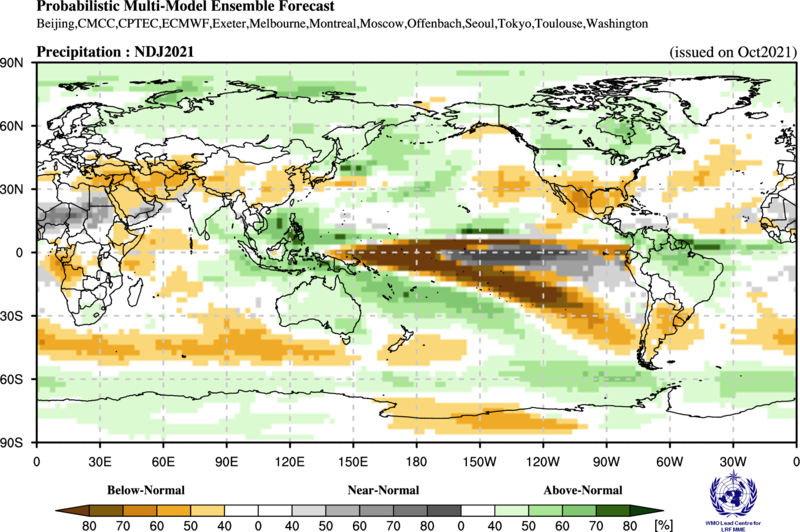 Probabilistic Multi-Model Ensemble Forecast
Beijing,CMCC,CPTEC,ECMWF,Exeter,Melbourne,Montreal,Moscow,Offenbach,Seoul,Tokyo,Toulouse,Washington
Precipitation : NDJ2021 (issued on Oct2021)
90N
60N
30N
0
30S
60S
90S
0 30E 60E 90E 120E 150E 180 150W 120W 90W 60W 30W 0
Below-Normal Near-Normal Above-Normal
80 70 60 50 40 0 40 50 60 70 80 0 40 50 60 70 80 [%]
WMO Lead Centre for
LRF MME